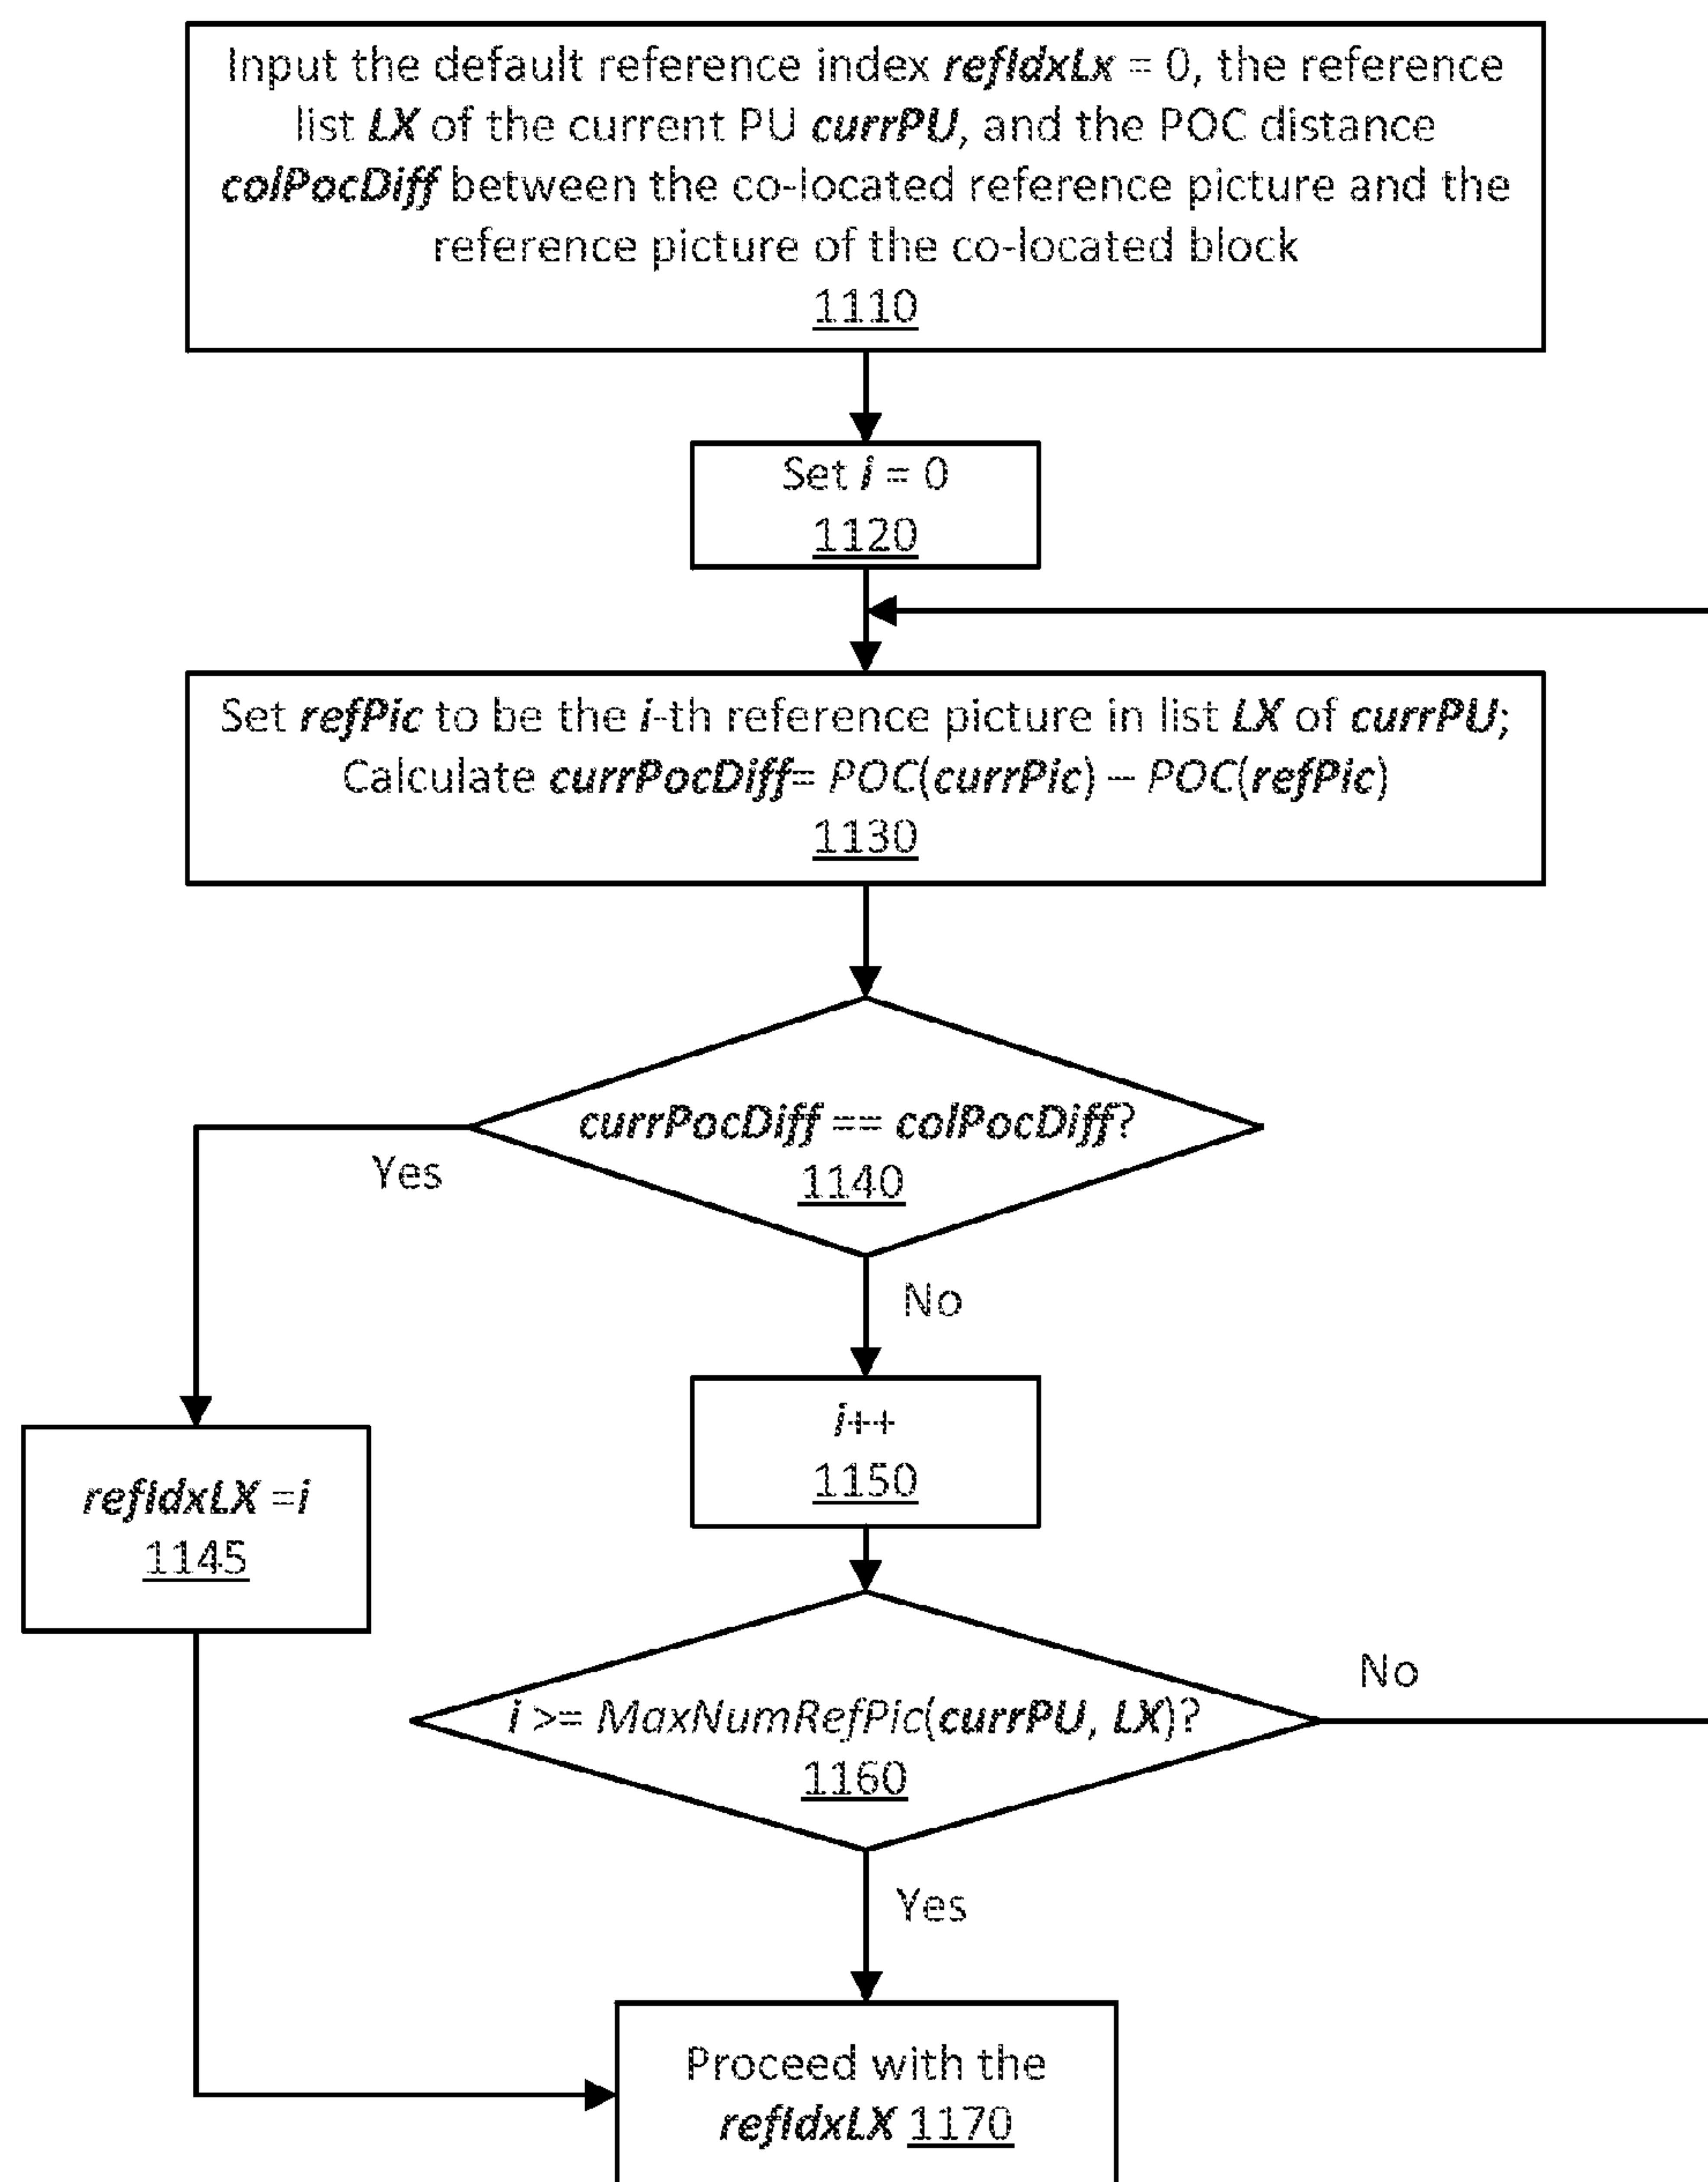 Input the default reference index refIdxLx = 0, the reference
list LX of the current PU currPU, and the POC distance
colPocDiff between the co-located reference picture and the
reference picture of the co-located block
1110
Set i = 0
1120
Set refPic to be the i-th reference picture in list LX of currPU;
Calculate currPocDiff= POC(currPic) – POC(refPic)
1130
currPocDiff == colPocDiff?
1140
Yes
No
i++
1150
refIdxLX =i
1145
i >= MaxNumRefPic(currPU, LX)?
1160
No
Yes
Proceed with the
refIdxLX 1170